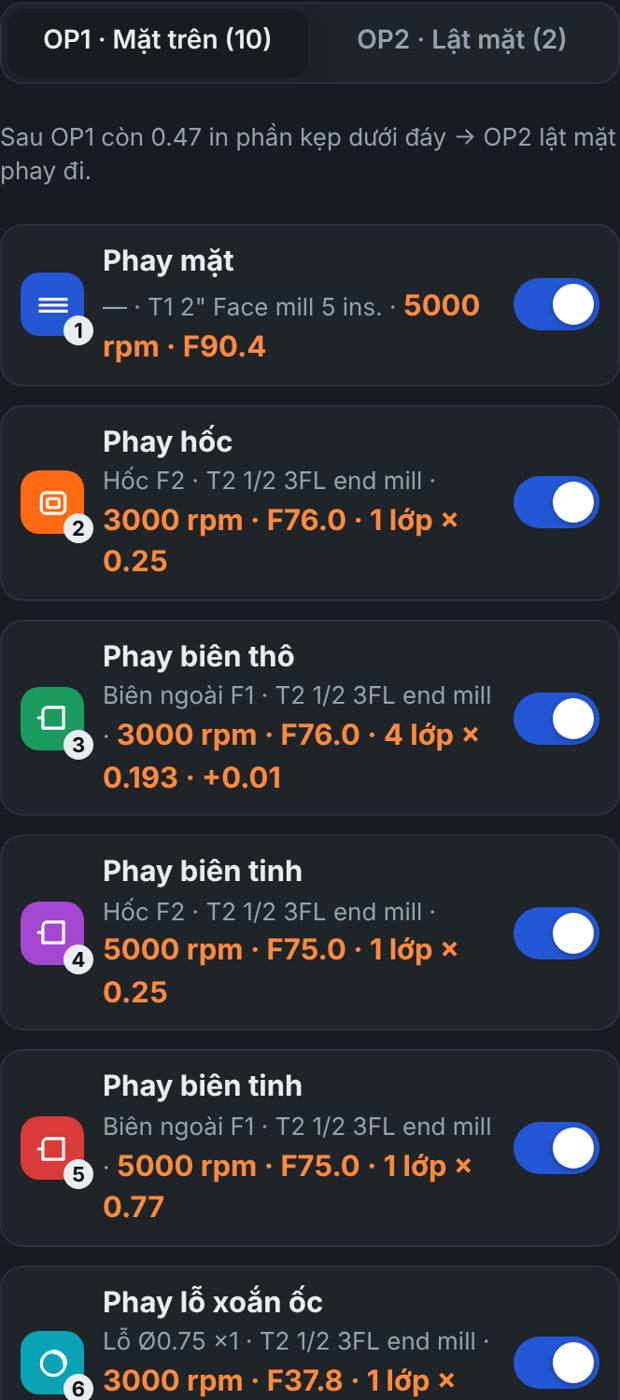 OP1 · Mặt trên (10)
OP2 · Lật mặt (2)
Sau OP1 còn 0.47 in phần kẹp dưới đáy → OP2 lật mặt
phay đi.
Phay mặt
— · T1 2" Face mill 5 ins. · 5000
rpm · F90.4
1
Phay hốc
Hốc F2 · T2 1/2 3FL end mill ·
3000 rpm · F76.0 · 1 lớp ×
0.25
2
Phay biên thô
Biên ngoài F1 · T2 1/2 3FL end mill
· 3000 rpm · F76.0 · 4 lớp ×
0.193 · +0.01
3
Phay biên tinh
Hốc F2 · T2 1/2 3FL end mill ·
5000 rpm · F75.0 · 1 lớp ×
0.25
4
Phay biên tinh
Biên ngoài F1 · T2 1/2 3FL end mill
· 5000 rpm · F75.0 · 1 lớp ×
0.77
5
Phay lỗ xoắn ốc
Lỗ Ø0.75 ×1 · T2 1/2 3FL end mill ·
3000 rpm · F37.8 · 1 lớp ×
6